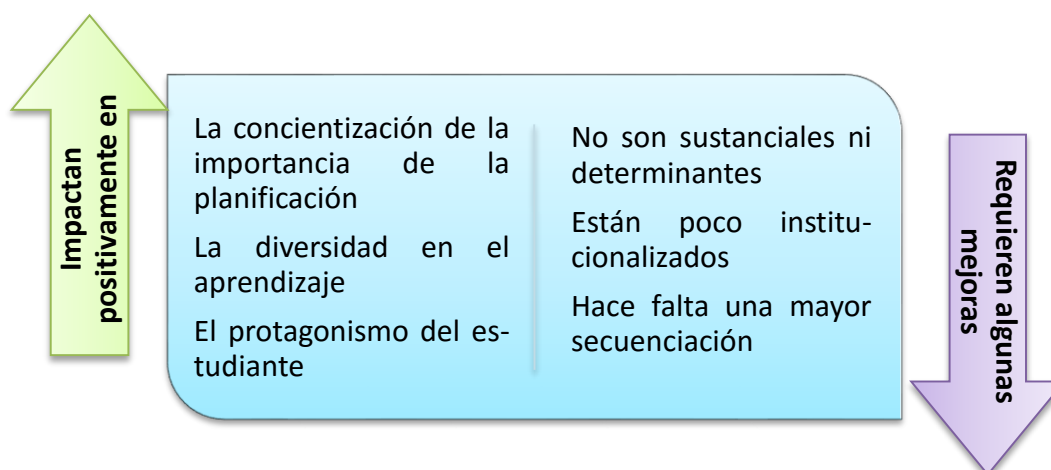 Impactan
positivamente en
La concientización de la
importancia de la
planificación
La diversidad en el
aprendizaje
El protagonismo del es-
tudiante
No son sustanciales ni
determinantes
Están poco institu-
cionalizados
Hace falta una mayor
secuenciación
Requieren algunas
mejoras